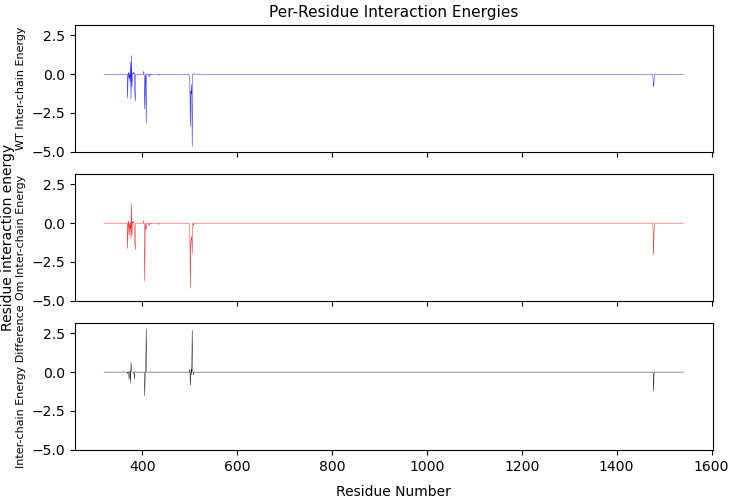 Per-Residue Interaction Energies
Residue interaction energy
WT Inter-chain Energy
2.5
0.0
−2.5
−5.0
Om Inter-chain Energy
2.5
0.0
−2.5
−5.0
Inter-chain Energy Difference
2.5
0.0
−2.5
−5.0
400 600 800 1000 1200 1400 1600
Residue Number